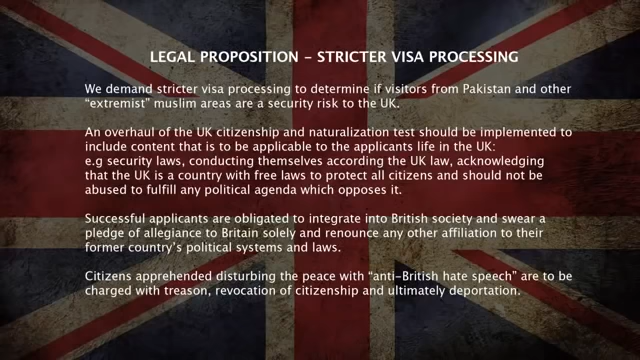 LEGAL PROPOSITION – STRICTER VISA PROCESSING
We demand stricter visa processing to determine if visitors from Pakistan and other
“extremist” muslim areas are a security risk to the UK.
An overhaul of the UK citizenship and naturalization test should be implemented to
include content that is to be applicable to the applicants life in the UK:
e.g security laws, conducting themselves according the UK law, acknowledging
that the UK is a country with free laws to protect all citizens and should not be
abused to fulfill any political agenda which opposes it.
Successful applicants are obligated to integrate into British society and swear a
pledge of allegiance to Britain solely and renounce any other affiliation to their
former country’s political systems and laws.
Citizens apprehended disturbing the peace with “anti–British hate speech” are to be
charged with treason, revocation of citizenship and ultimately deportation.